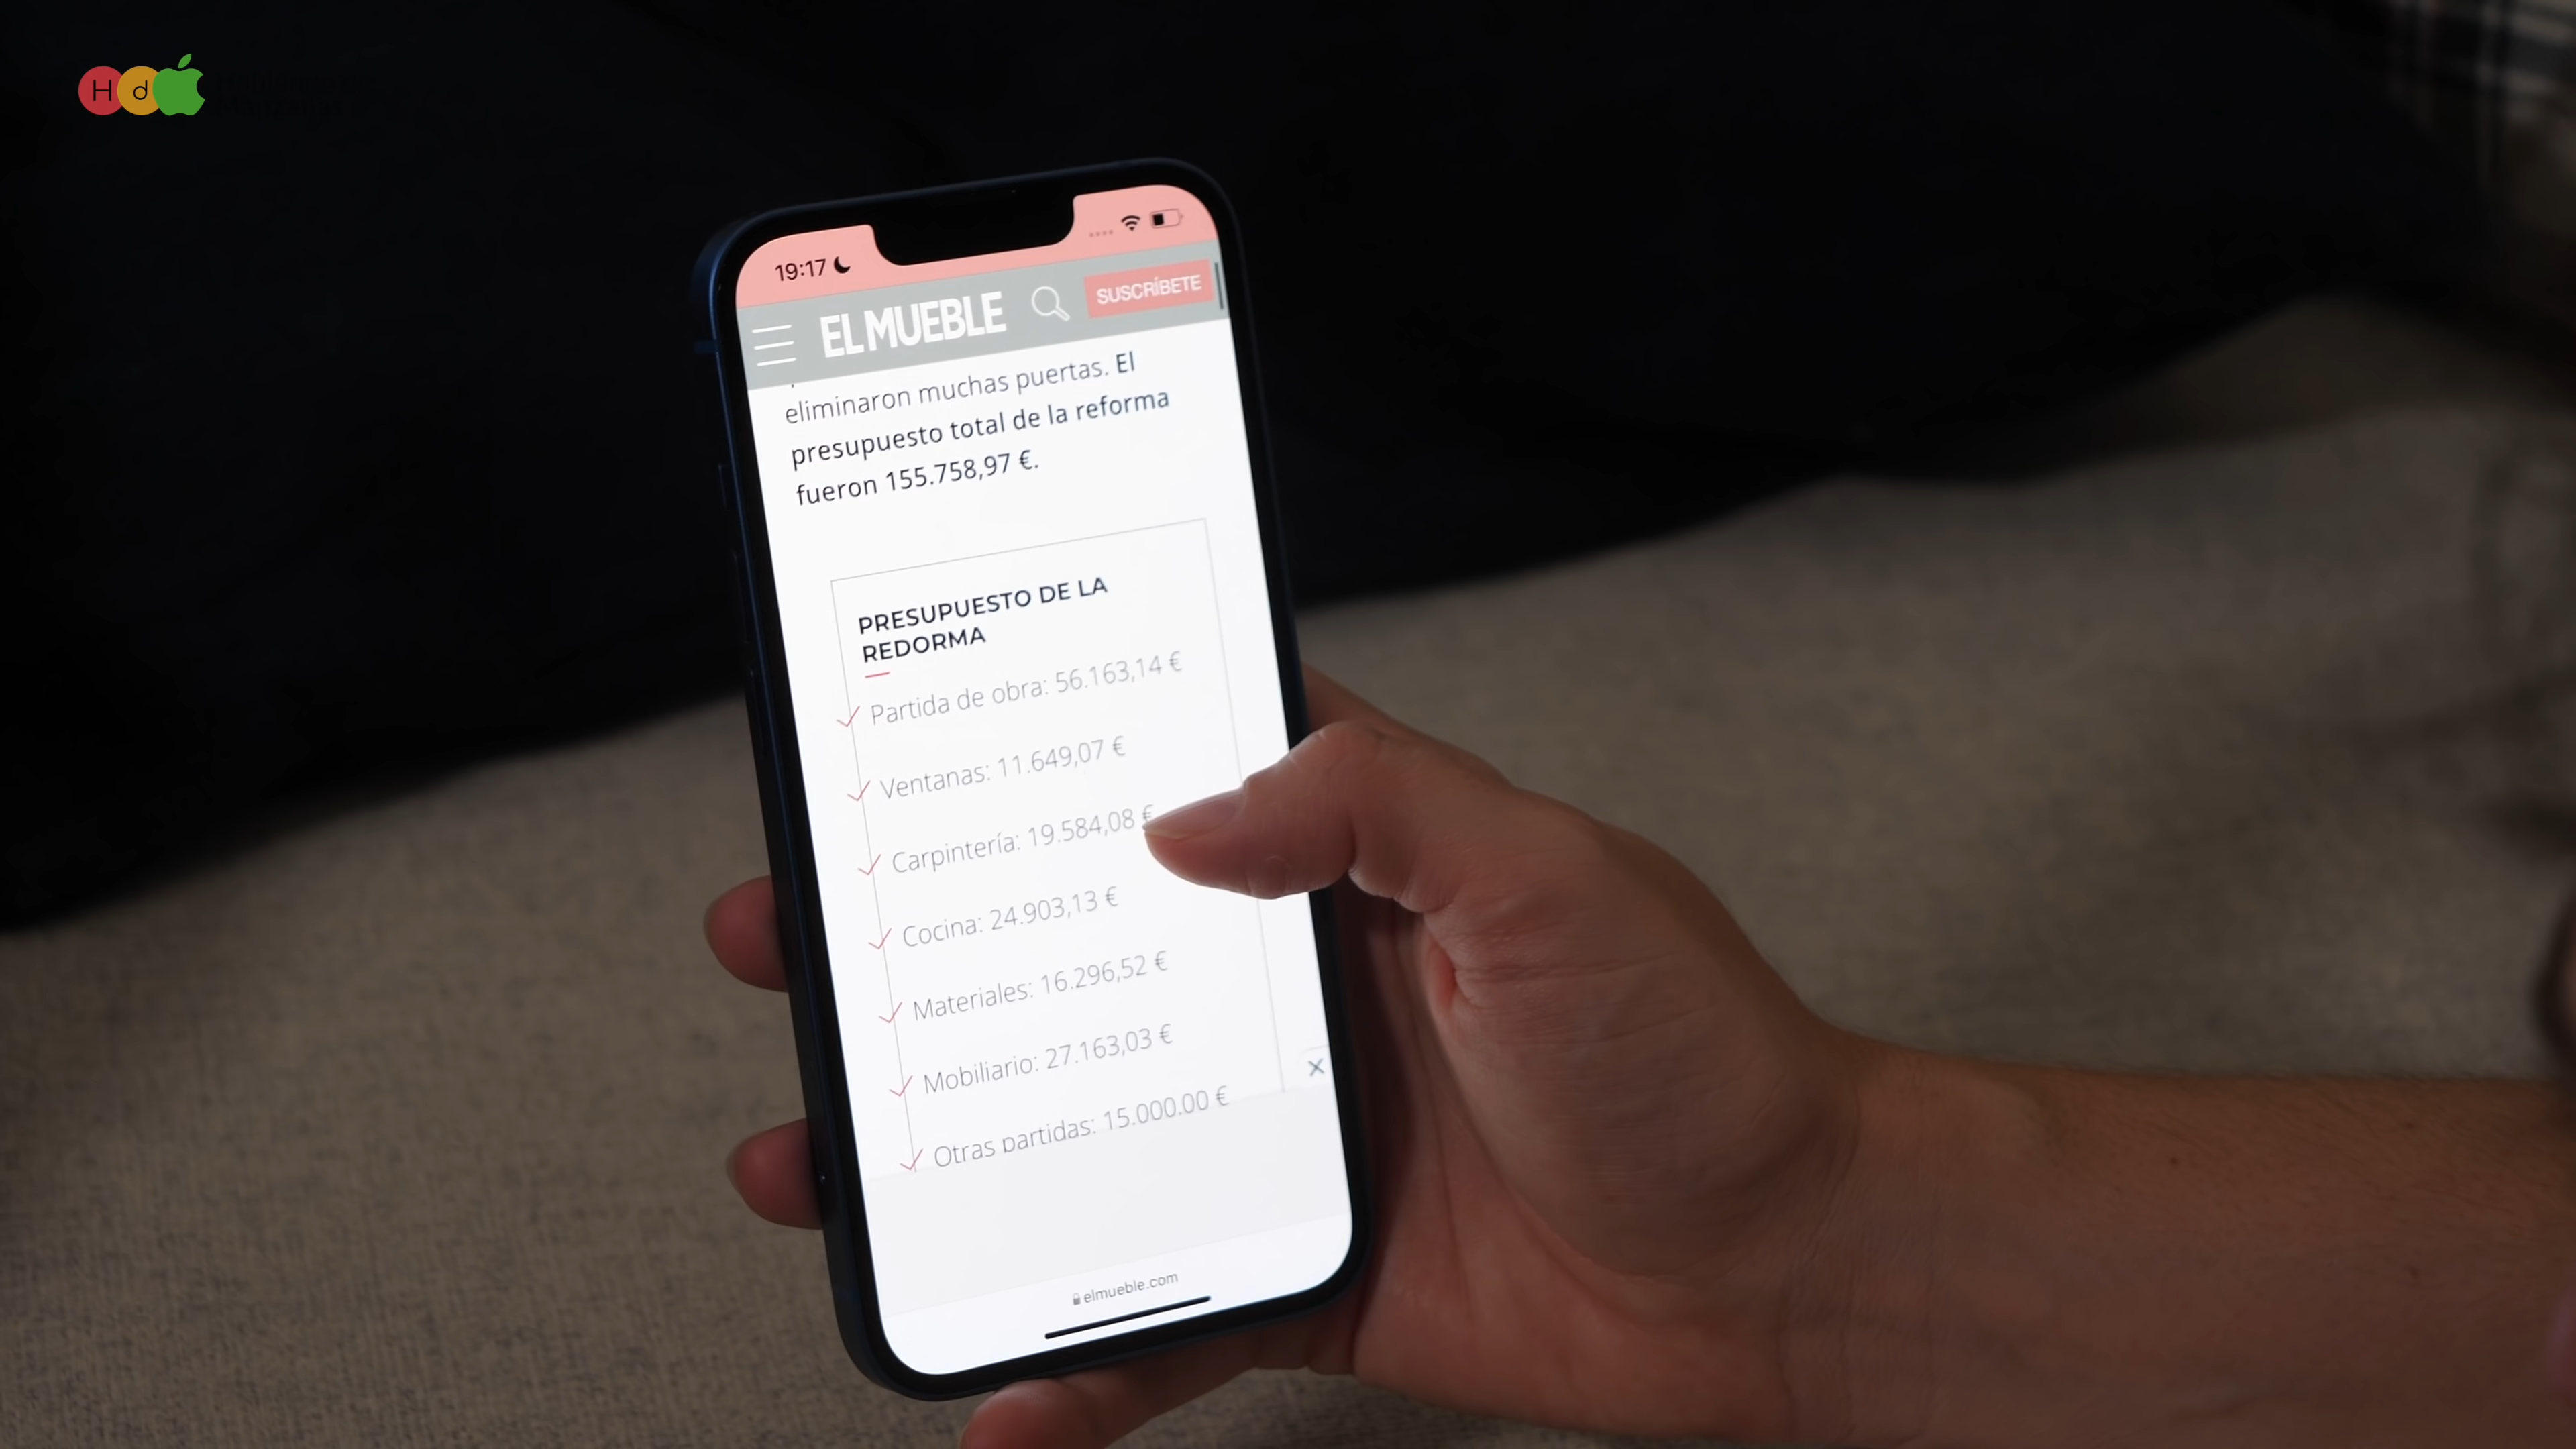 H d
19:17
EL MUEBLE
SUSCRÍBETE
eliminaron muchas puertas. El
presupuesto total de la reforma
fueron 155.758,97 €.
PRESUPUESTO DE LA
REDORMA
Partida de obra: 56.163,14 €
Ventanas: 11.649,07 €
Carpintería: 19.584,08 €
Cocina: 24.903,13 €
Materiales: 16.296,52 €
Mobiliario: 27.163,03 €
Otras partidas: 15.000.00 €
elmueble.com